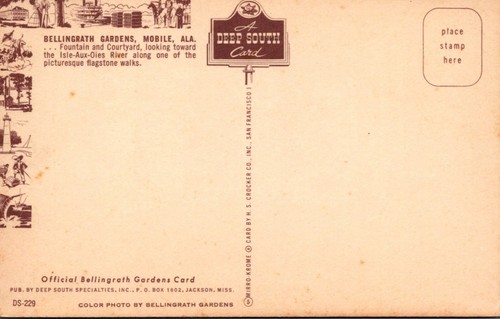 BELLINGRATH GARDENS, MOBILE, ALA.
. . . Fountain and Courtyard, looking toward
the Isle-Aux-Oies River along one of the
picturesque flagstone walks.
A
DEEP SOUTH
Card
place
stamp
here
MIRRO-KROME ® CARD BY H. S. CROCKER CO., INC., SAN FRANCISCO 1
Official Bellingrath Gardens Card
PUB. BY DEEP SOUTH SPECIALTIES, INC., P. O. BOX 1902, JACKSON, MISS.
DS-229
COLOR PHOTO BY BELLINGRATH GARDENS